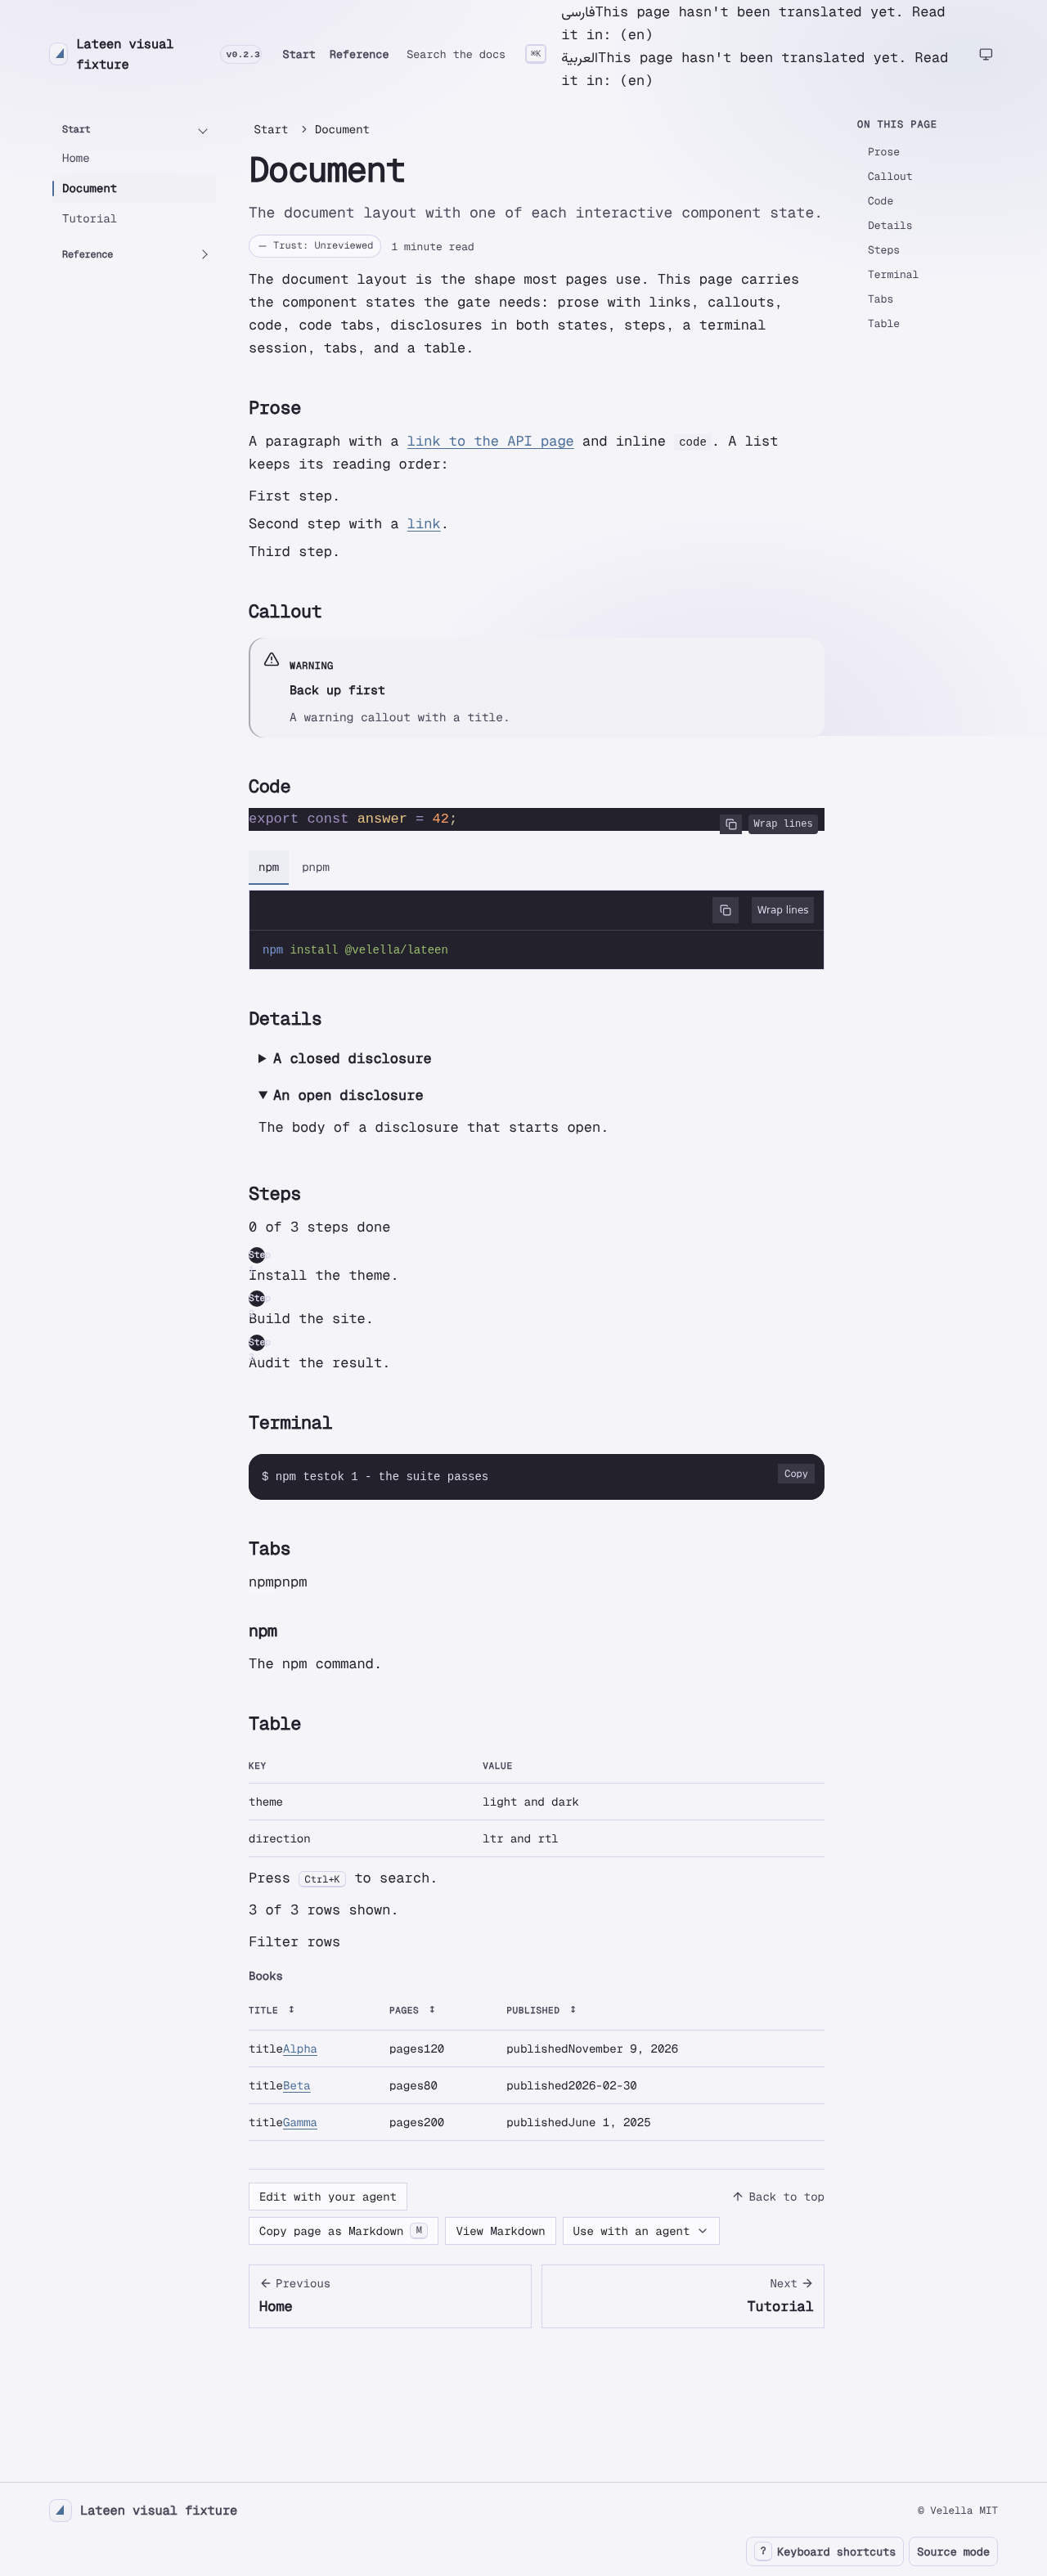 Lateen visual
fixture
v0.2.3
Start
Reference
Search the docs
⌘K
فارسیThis page hasn't been translated yet. Read
it in: (en)
العربيةThis page hasn't been translated yet. Read
it in: (en)
Start
Home
Document
Tutorial
Reference
Start > Document
Document
The document layout with one of each interactive component state.
— Trust: Unreviewed
1 minute read
The document layout is the shape most pages use. This page carries
the component states the gate needs: prose with links, callouts,
code, code tabs, disclosures in both states, steps, a terminal
session, tabs, and a table.
ON THIS PAGE
Prose
Callout
Code
Details
Steps
Terminal
Tabs
Table
Prose
A paragraph with a link to the API page and inline code. A list
keeps its reading order:
First step.
Second step with a link.
Third step.
Callout
WARNING
Back up first
A warning callout with a title.
Code
export const answer = 42;
Wrap lines
npm
pnpm
Wrap lines
npm install @velella/lateen
Details
A closed disclosure
An open disclosure
The body of a disclosure that starts open.
Steps
0 of 3 steps done
Step
Install the theme.
Step
Build the site.
Step
Audit the result.
Terminal
$ npm testok 1 - the suite passes
Copy
Tabs
npmpnpm
npm
The npm command.
Table
KEY VALUE
theme light and dark
direction ltr and rtl
Press Ctrl+K to search.
3 of 3 rows shown.
Filter rows
Books
TITLE ↕ PAGES ↕ PUBLISHED ↕
titleAlpha pages120 publishedNovember 9, 2026
titleBeta pages80 published2026-02-30
titleGamma pages200 publishedJune 1, 2025
Edit with your agent
↑ Back to top
Copy page as Markdown M
View Markdown
Use with an agent
← Previous
Home
Next →
Tutorial
Lateen visual fixture
© Velella MIT
? Keyboard shortcuts
Source mode